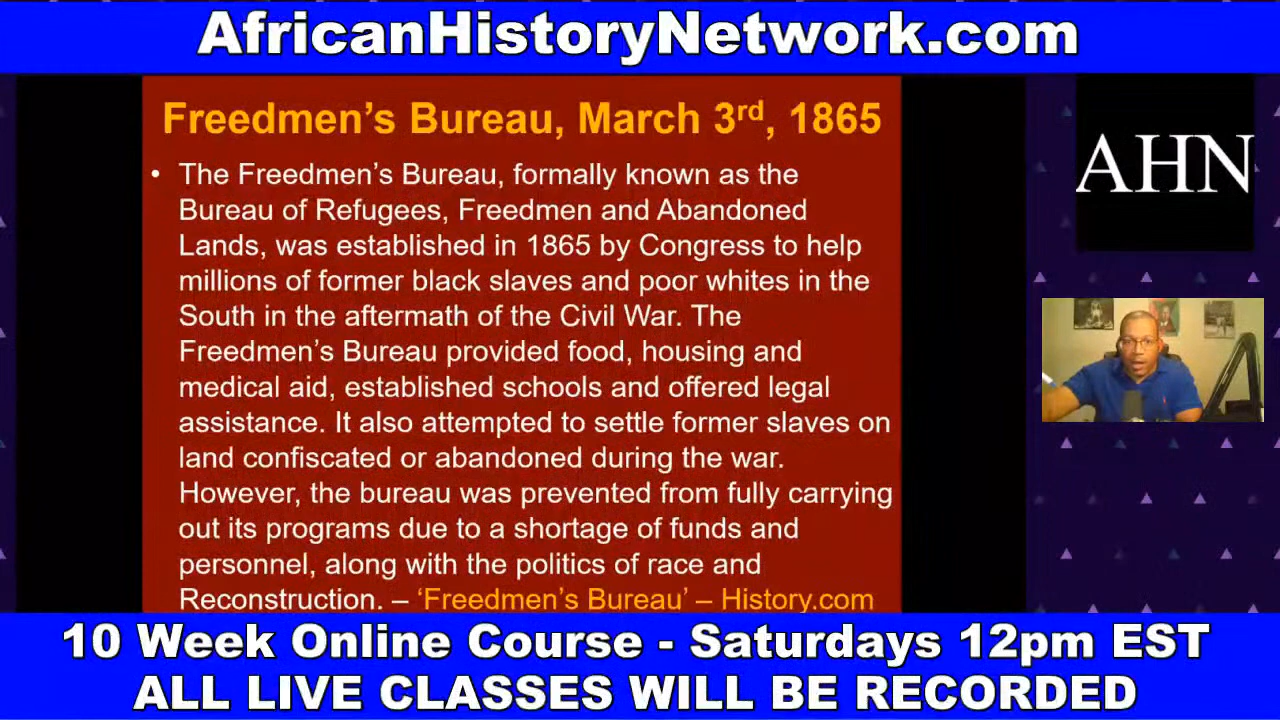 AfricanHistoryNetwork.com
Freedmen’s Bureau, March 3rd, 1865
AHN
• The Freedmen’s Bureau, formally known as the
Bureau of Refugees, Freedmen and Abandoned
Lands, was established in 1865 by Congress to help
millions of former black slaves and poor whites in the
South in the aftermath of the Civil War. The
Freedmen’s Bureau provided food, housing and
medical aid, established schools and offered legal
assistance. It also attempted to settle former slaves on
land confiscated or abandoned during the war.
However, the bureau was prevented from fully carrying
out its programs due to a shortage of funds and
personnel, along with the politics of race and
Reconstruction. – ‘Freedmen’s Bureau’ – History.com
10 Week Online Course - Saturdays 12pm EST
ALL LIVE CLASSES WILL BE RECORDED